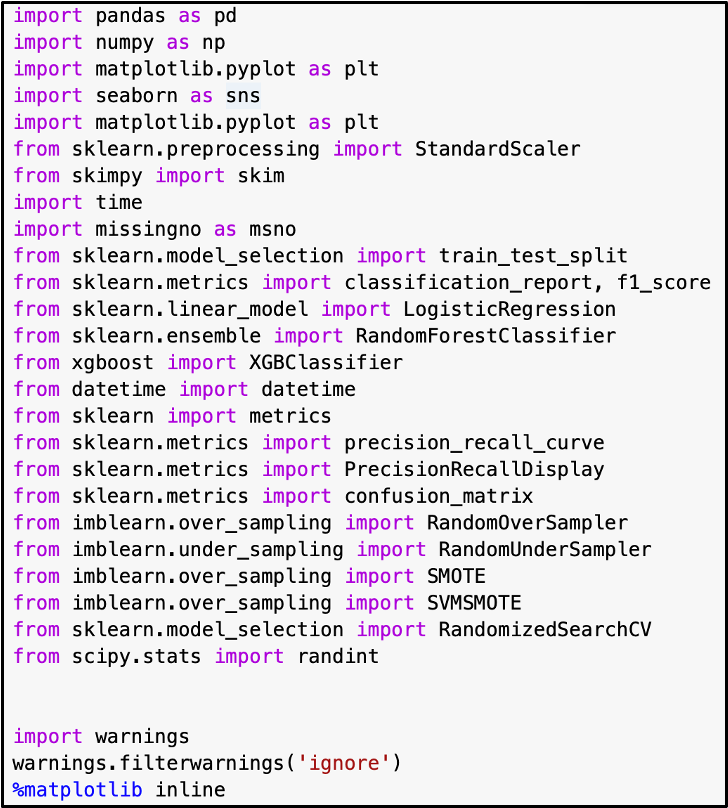 import pandas as pd
import numpy as np
import matplotlib.pyplot as plt
import seaborn as sns
import matplotlib.pyplot as plt
from sklearn.preprocessing import StandardScaler
from skimpy import skim
import time
import missingno as msno
from sklearn.model_selection import train_test_split
from sklearn.metrics import classification_report, f1_score
from sklearn.linear_model import LogisticRegression
from sklearn.ensemble import RandomForestClassifier
from xgboost import XGBClassifier
from datetime import datetime
from sklearn import metrics
from sklearn.metrics import precision_recall_curve
from sklearn.metrics import PrecisionRecallDisplay
from sklearn.metrics import confusion_matrix
from imblearn.over_sampling import RandomOverSampler
from imblearn.under_sampling import RandomUnderSampler
from imblearn.over_sampling import SMOTE
from imblearn.over_sampling import SVMSMOTE
from sklearn.model_selection import RandomizedSearchCV
from scipy.stats import randint
import warnings
warnings.filterwarnings('ignore')
%matplotlib inline